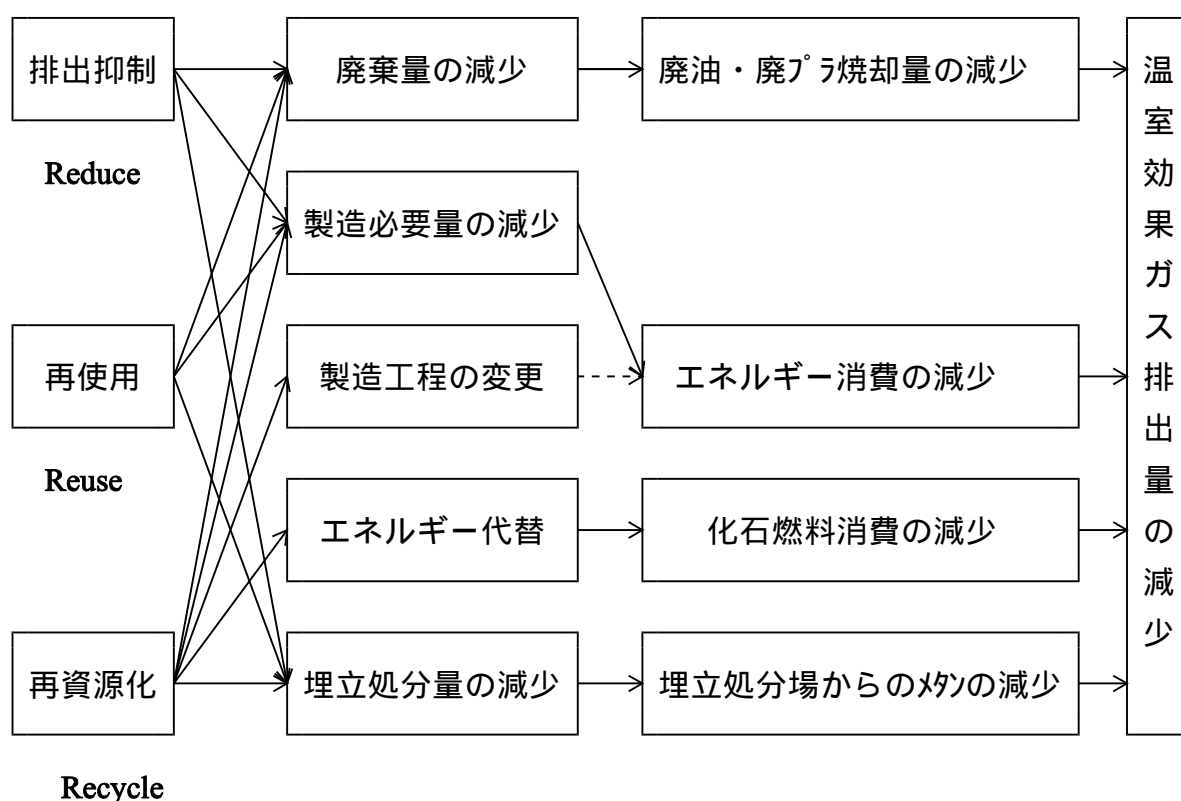 排出抑制
Reduce
再使用
Reuse
再資源化
Recycle
廃棄量の減少
製造必要量の減少
製造工程の変更
エネルギー代替
埋立処分量の減少
廃油・廃ﾌﾟﾗ焼却量の減少
エネルギー消費の減少
化石燃料消費の減少
埋立処分場からのﾒﾀﾝの減少
温室効果ガス排出量の減少